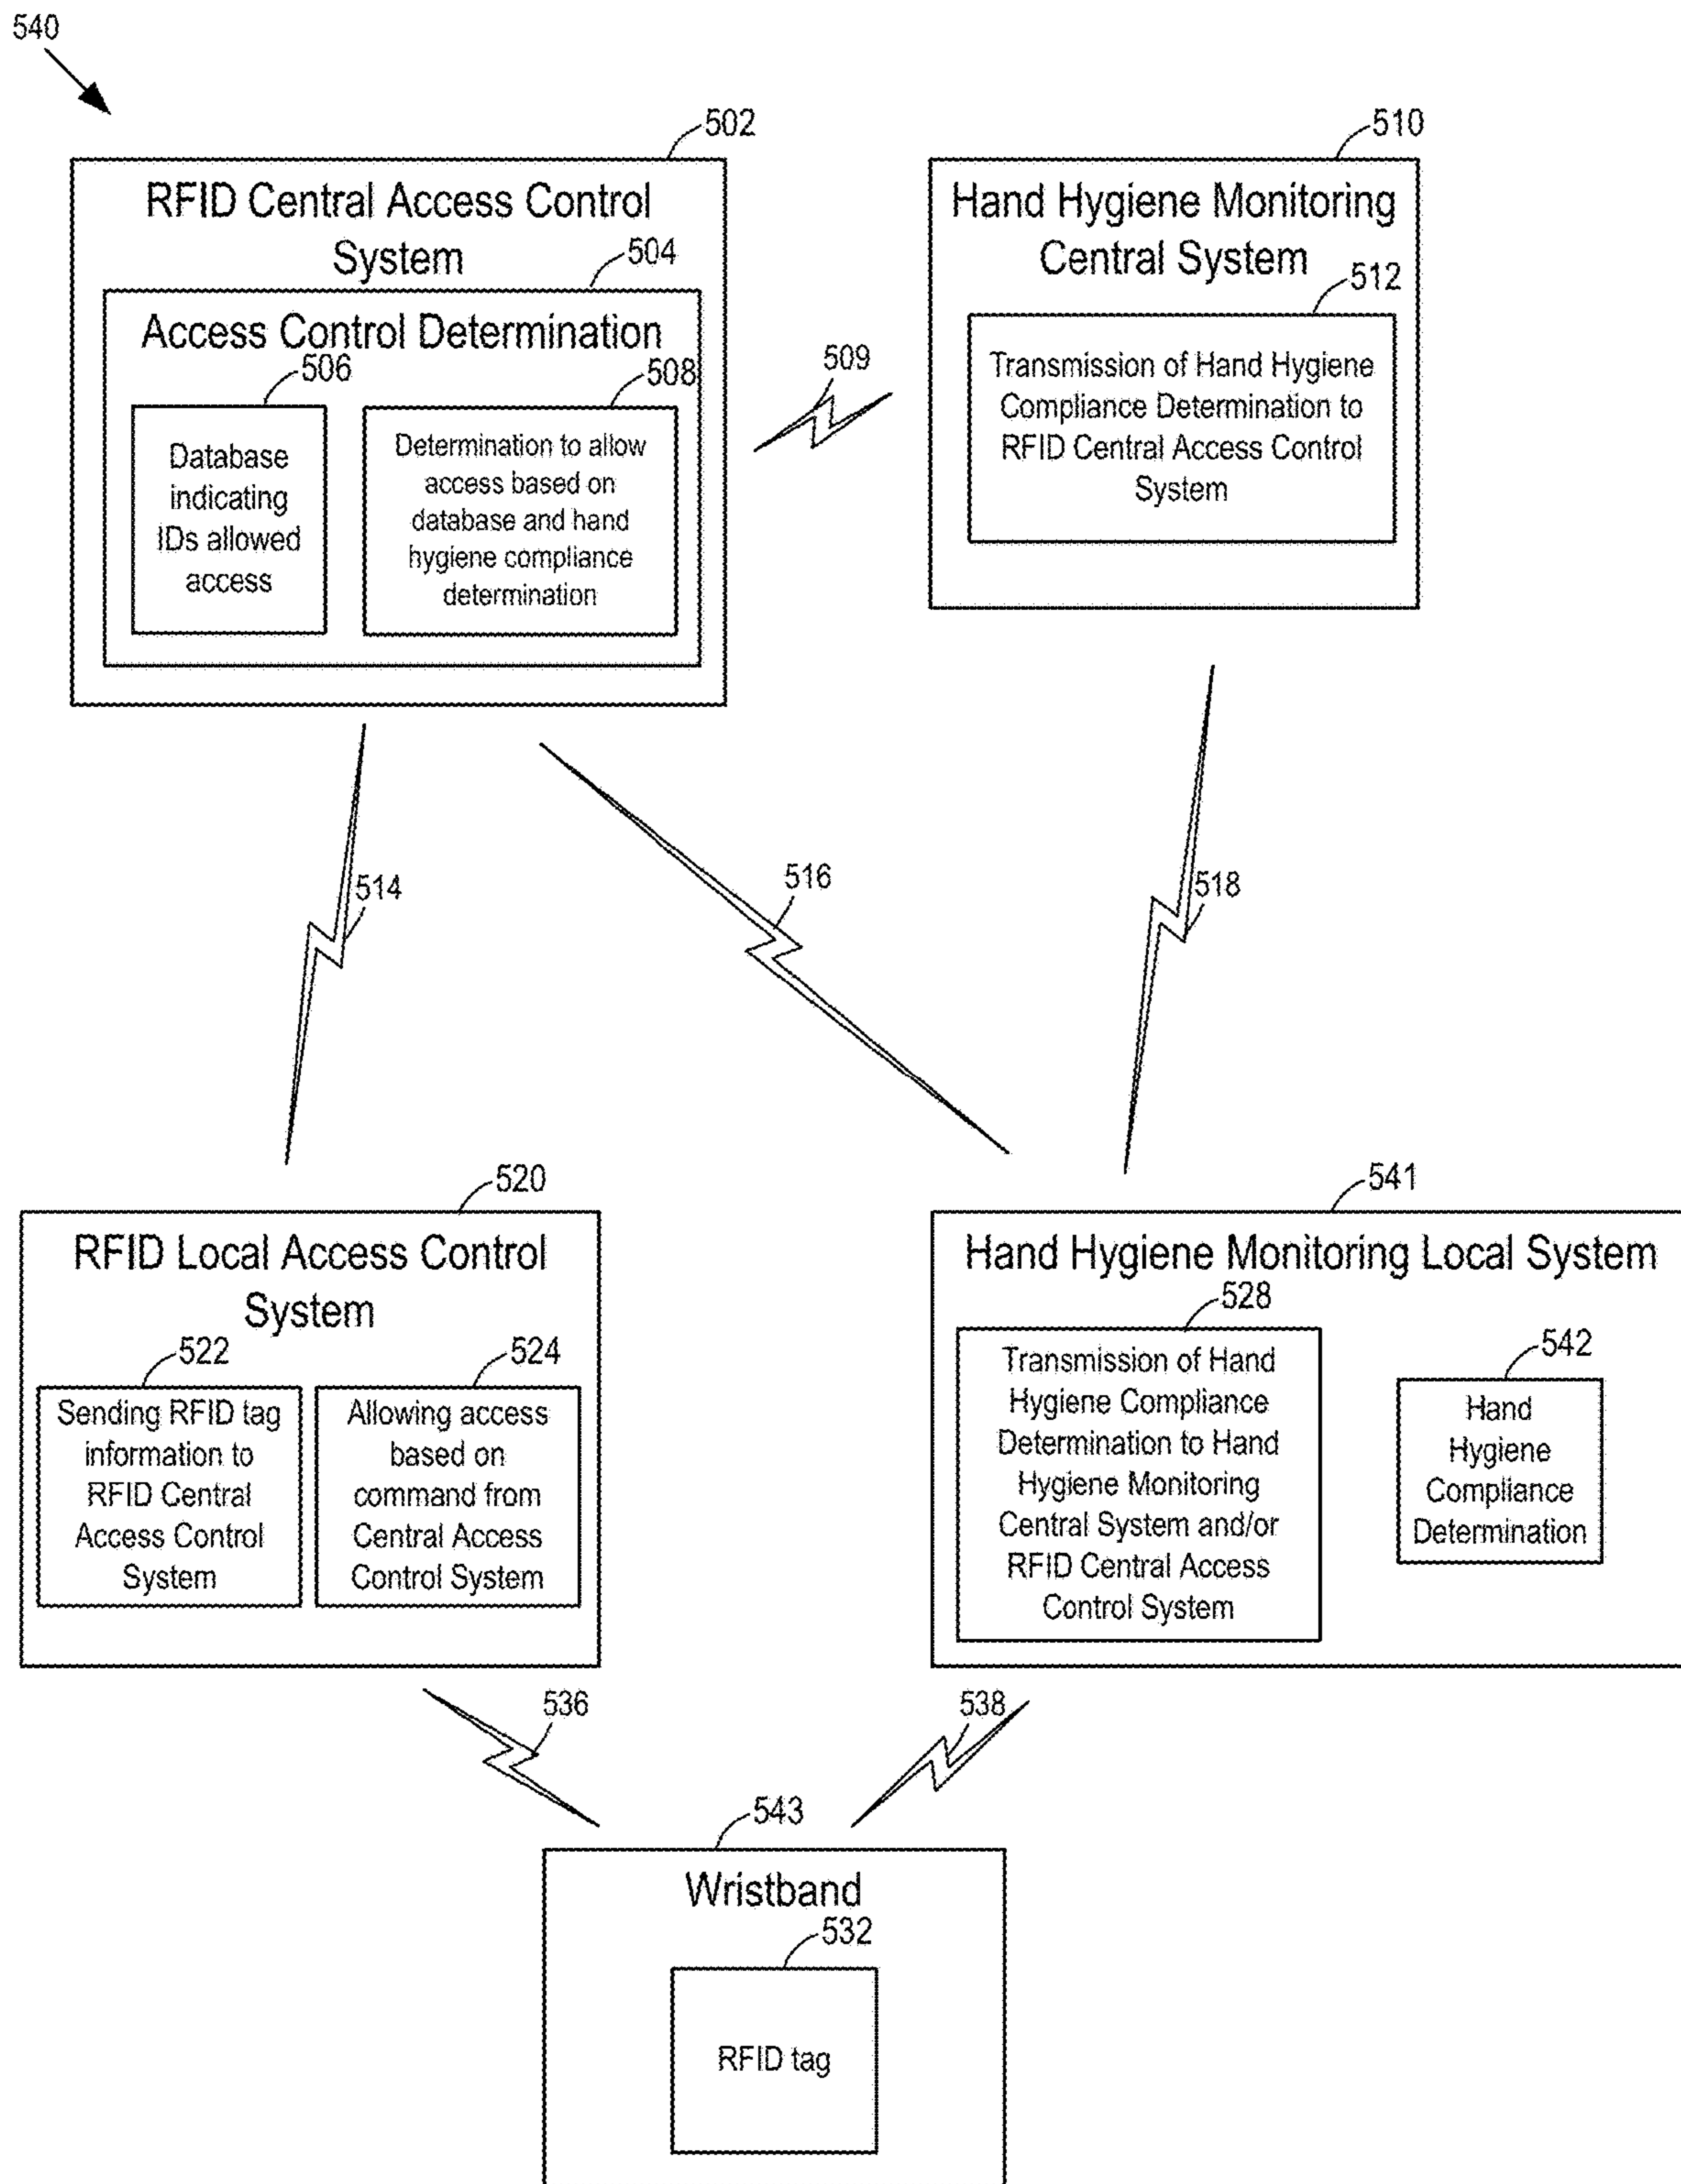 540
502
RFID Central Access Control
System
504
Access Control Determination
506
508
Database
indicating
IDs allowed
access
Determination to allow
access based on
database and hand
hygiene compliance
determination
509
510
Hand Hygiene Monitoring
Central System
512
Transmission of Hand Hygiene
Compliance Determination to
RFID Central Access Control
System
514
516
518
520
RFID Local Access Control
System
522
524
Sending RFID tag
information to
RFID Central
Access Control
System
Allowing access
based on
command from
Central Access
Control System
541
Hand Hygiene Monitoring Local System
528
Transmission of Hand
Hygiene Compliance
Determination to Hand
Hygiene Monitoring
Central System and/or
RFID Central Access
Control System
542
Hand
Hygiene
Compliance
Determination
536
538
543
Wristband
532
RFID tag